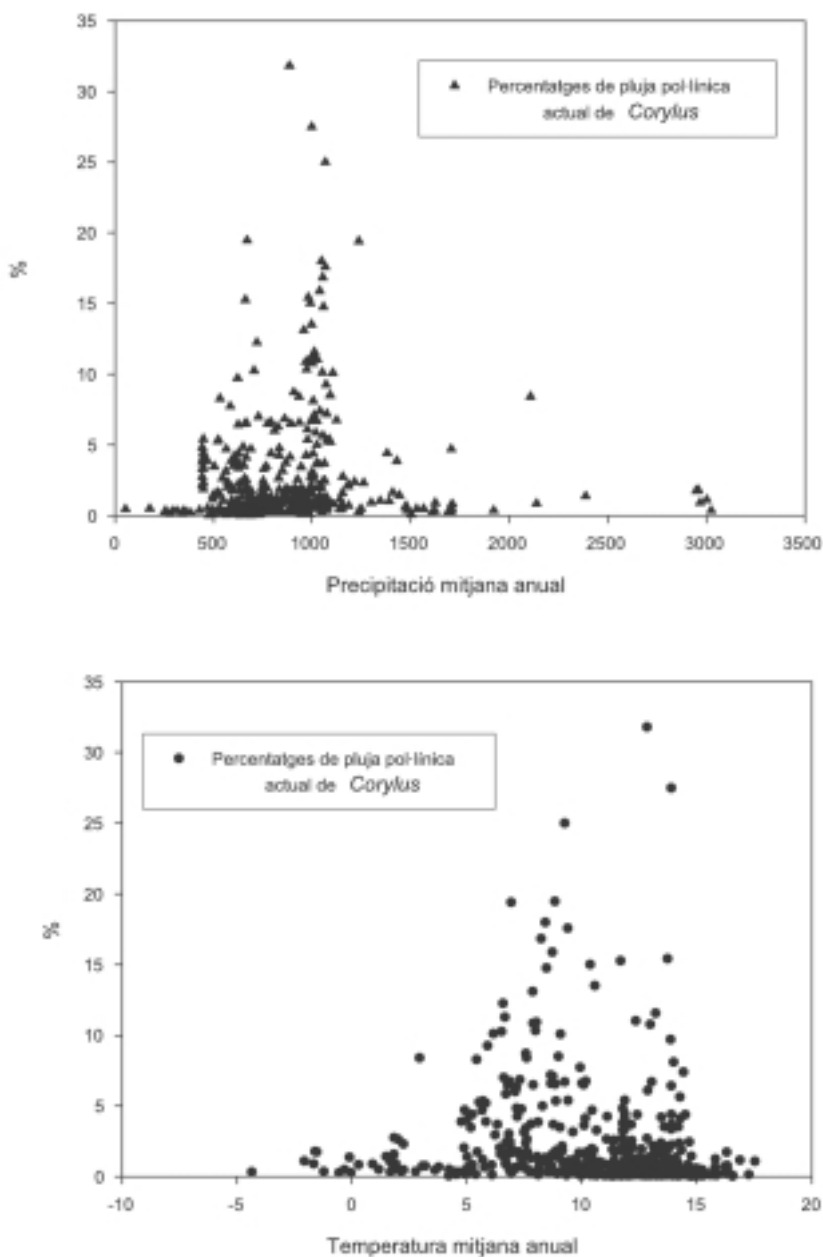 35
30
25
20
15
10
5
0
%
▲ Percentatges de pluja pol·línica
actual de Corylus
0 500 1000 1500 2000 2500 3000 3500
Precipitació mitjana anual
35
30
25
20
15
10
5
0
%
● Percentatges de pluja pol·línica
actual de Corylus
-10 -5 0 5 10 15 20
Temperatura mitjana anual